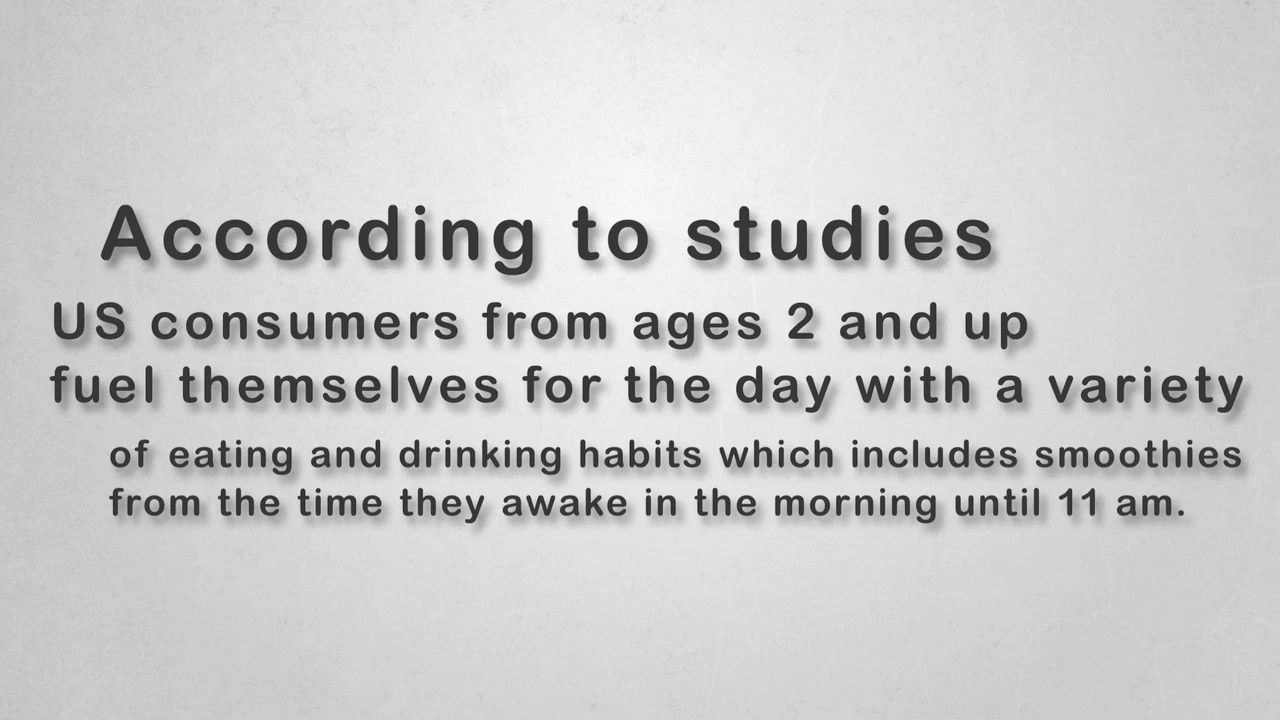 According to studies
US consumers from ages 2 and up
fuel themselves for the day with a variety
of eating and drinking habits which includes smoothies
from the time they awake in the morning until 11 am.